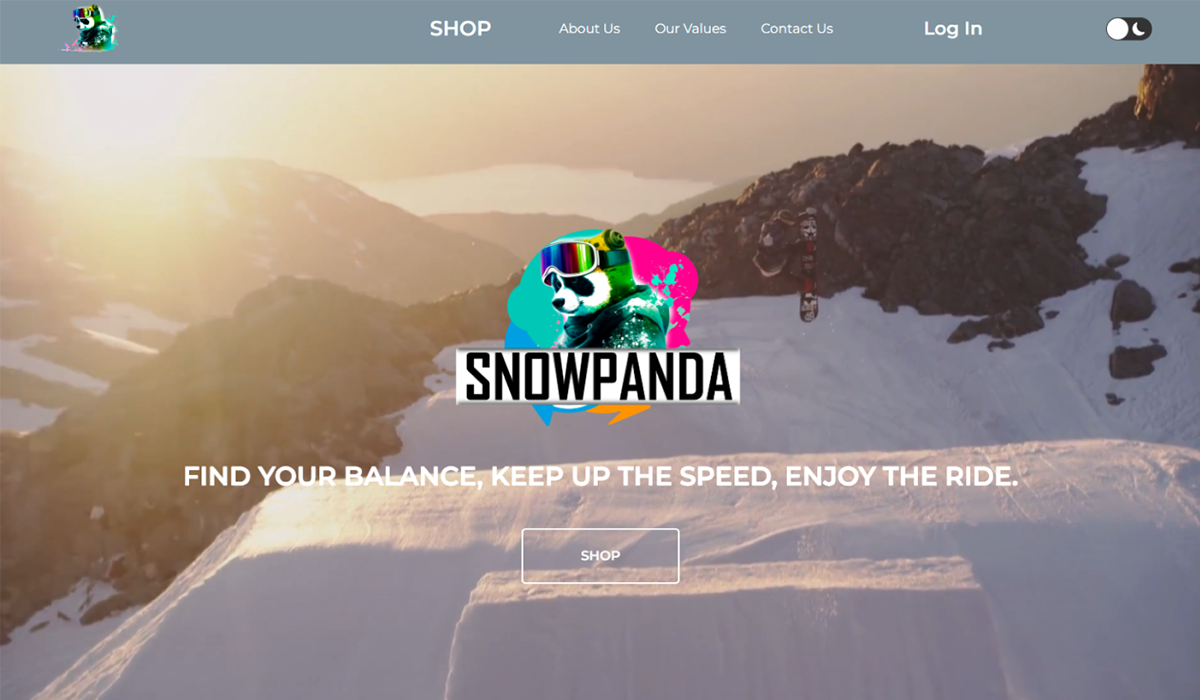 SHOP
About Us
Our Values
Contact Us
Log In
SNOWPANDA
FIND YOUR BALANCE, KEEP UP THE SPEED, ENJOY THE RIDE.
SHOP